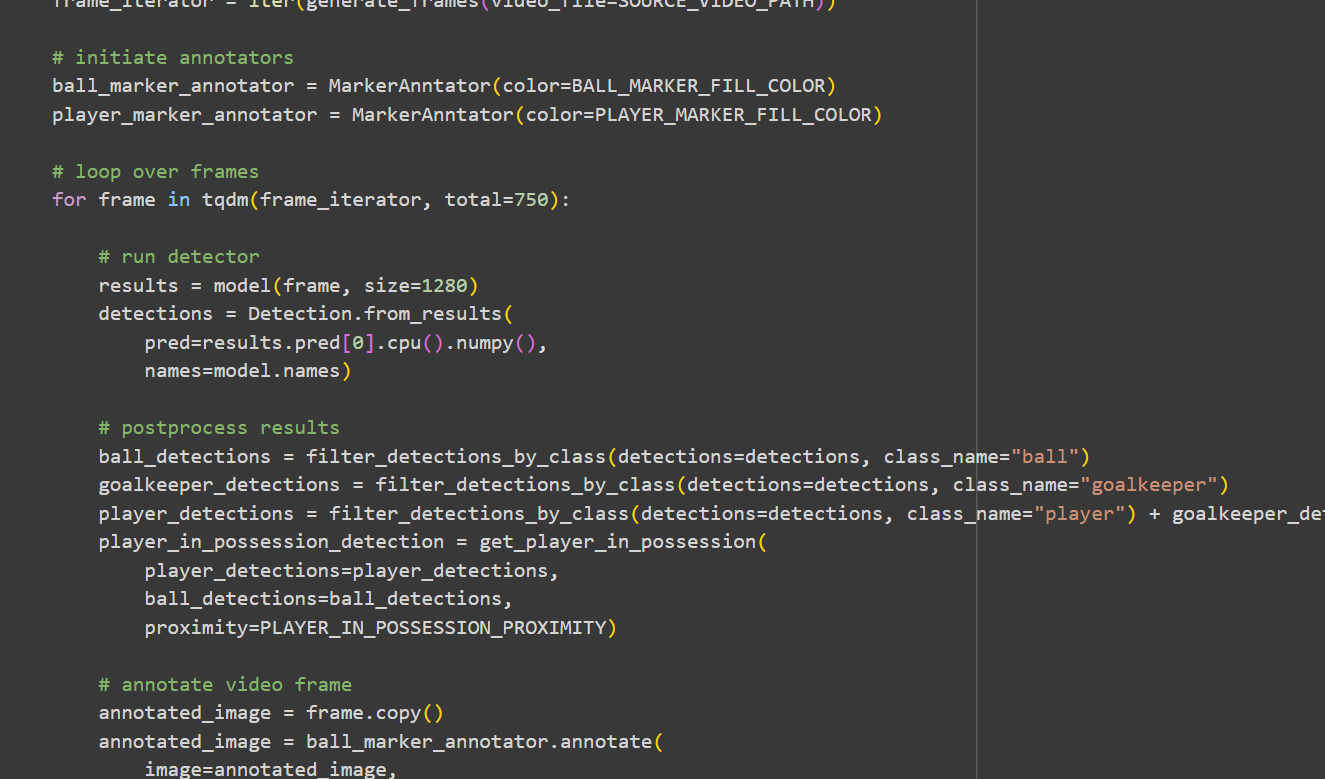 frame_iterator = iter(generate_frames(video_file=SOURCE_VIDEO_PATH))
# initiate annotators
ball_marker_annotator = MarkerAnntator(color=BALL_MARKER_FILL_COLOR)
player_marker_annotator = MarkerAnntator(color=PLAYER_MARKER_FILL_COLOR)
# loop over frames
for frame in tqdm(frame_iterator, total=750):
# run detector
results = model(frame, size=1280)
detections = Detection.from_results(
pred=results.pred[0].cpu().numpy(),
names=model.names)
# postprocess results
ball_detections = filter_detections_by_class(detections=detections, class_name="ball")
goalkeeper_detections = filter_detections_by_class(detections=detections, class_name="goalkeeper")
player_detections = filter_detections_by_class(detections=detections, class_name="player") + goalkeeper_det
player_in_possession_detection = get_player_in_possession(
player_detections=player_detections,
ball_detections=ball_detections,
proximity=PLAYER_IN_POSSESSION_PROXIMITY)
# annotate video frame
annotated_image = frame.copy()
annotated_image = ball_marker_annotator.annotate(
image=annotated_image,